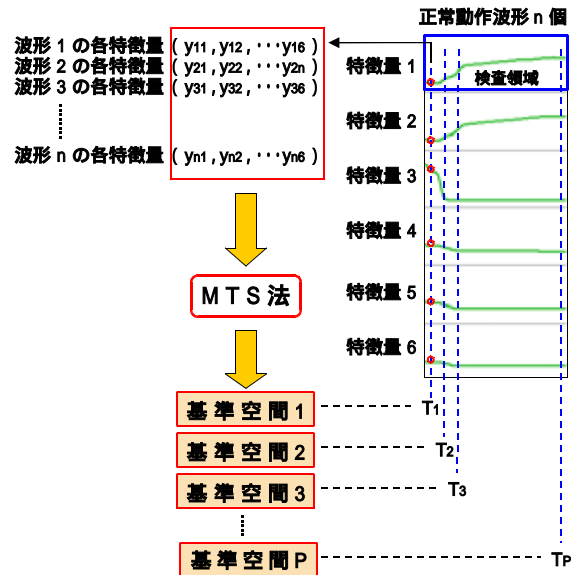 正常動作波形 n 個
波形 1 の各特徴量 ( y11 , y12 , ･･･y16 )
波形 2 の各特徴量 ( y21 , y22 , ･･･y2n )
波形 3 の各特徴量 ( y31 , y32 , ･･･y36 )
波形 n の各特徴量 ( yn1 , yn2 , ･･･yn6 )
特徴量 1
検査領域
特徴量 2
特徴量 3
特徴量 4
特徴量 5
特徴量 6
ＭＴＳ法
基準空間1
T1
基準空間2
T2
基準空間3
T3
基準空間P
TP